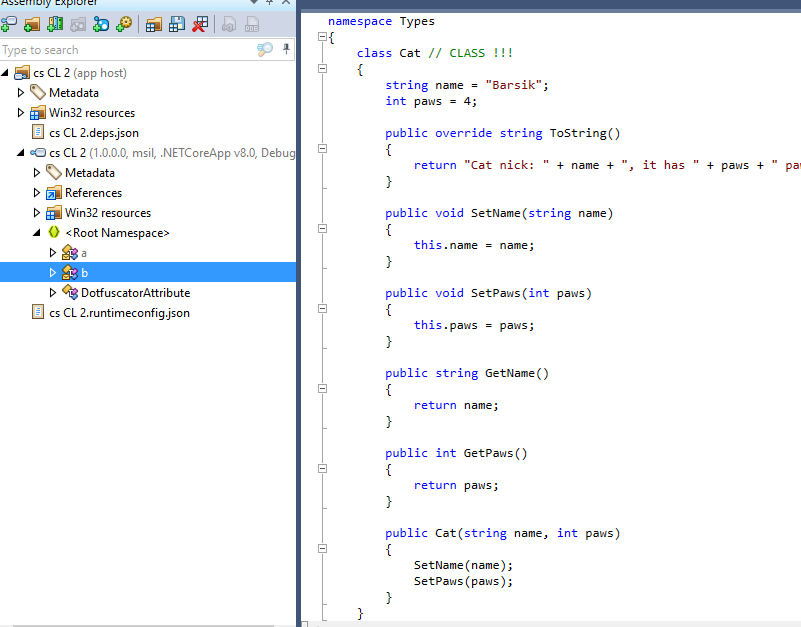 Assembly Explorer
Type to search
cs CL 2 (app host)
Metadata
Win32 resources
cs CL 2.deps.json
cs CL 2 (1.0.0.0, msil, .NETCoreApp v8.0, Debug
Metadata
References
Win32 resources
<Root Namespace>
a
b
DotfuscatorAttribute
cs CL 2.runtimeconfig.json
namespace Types
{
class Cat // CLASS !!!
{
string name = "Barsik";
int paws = 4;
public override string ToString()
{
return "Cat nick: " + name + ", it has " + paws + " pa
}
public void SetName(string name)
{
this.name = name;
}
public void SetPaws(int paws)
{
this.paws = paws;
}
public string GetName()
{
return name;
}
public int GetPaws()
{
return paws;
}
public Cat(string name, int paws)
{
SetName(name);
SetPaws(paws);
}
}